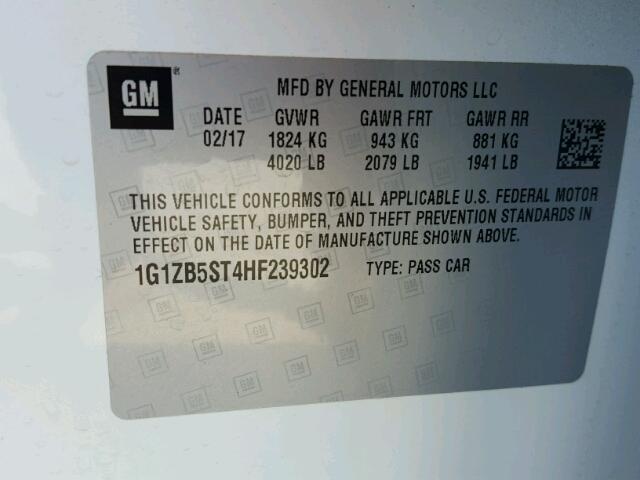 GM ® MFD BY GENERAL MOTORS LLC
DATE GVWR GAWR FRT GAWR RR
02/17 1824 KG 943 KG 881 KG
4020 LB 2079 LB 1941 LB
THIS VEHICLE CONFORMS TO ALL APPLICABLE U.S. FEDERAL MOTOR
VEHICLE SAFETY, BUMPER, AND THEFT PREVENTION STANDARDS IN
EFFECT ON THE DATE OF MANUFACTURE SHOWN ABOVE.
1G1ZB5ST4HF239302 TYPE: PASS CAR